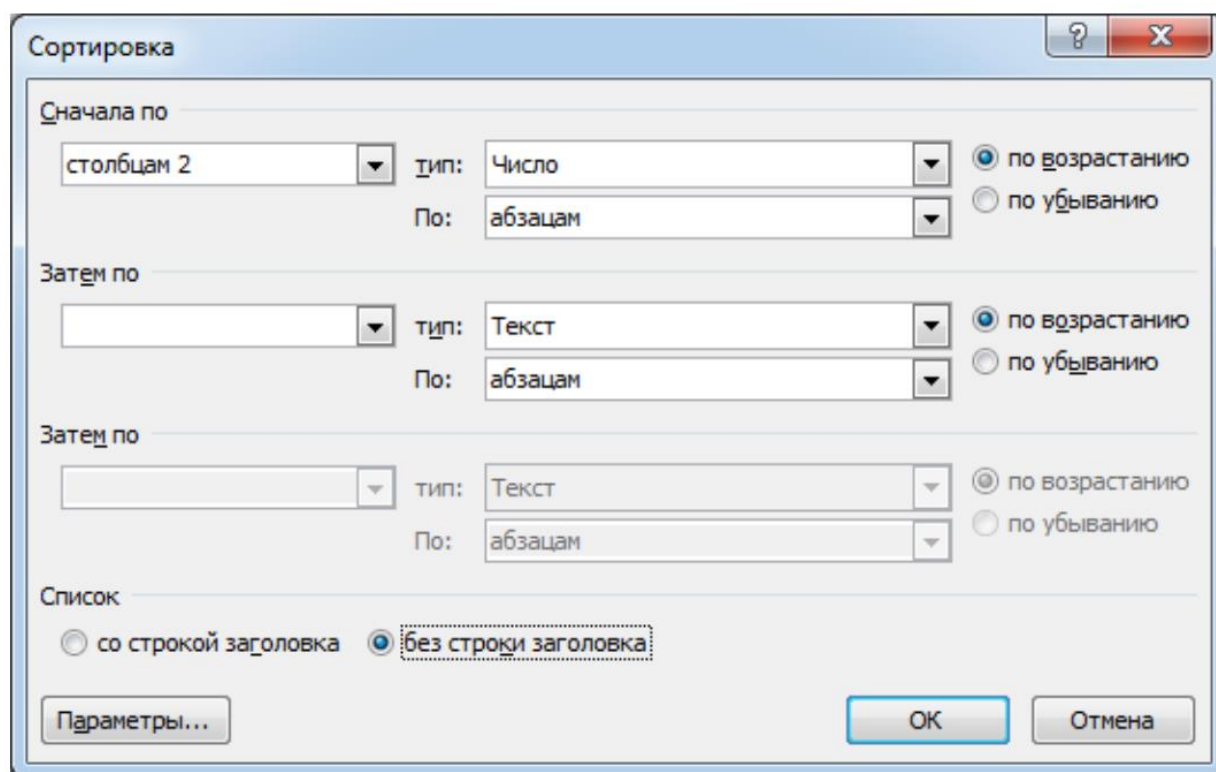 Сортировка
Сначала по
столбцам 2 тип: Число по возрастанию
По: абзацам по убыванию
Затем по
тип: Текст по возрастанию
По: абзацам по убыванию
Затем по
тип: Текст по возрастанию
По: абзацам по убыванию
Список
со строкой заголовка без строки заголовка
Параметры... ОК Отмена